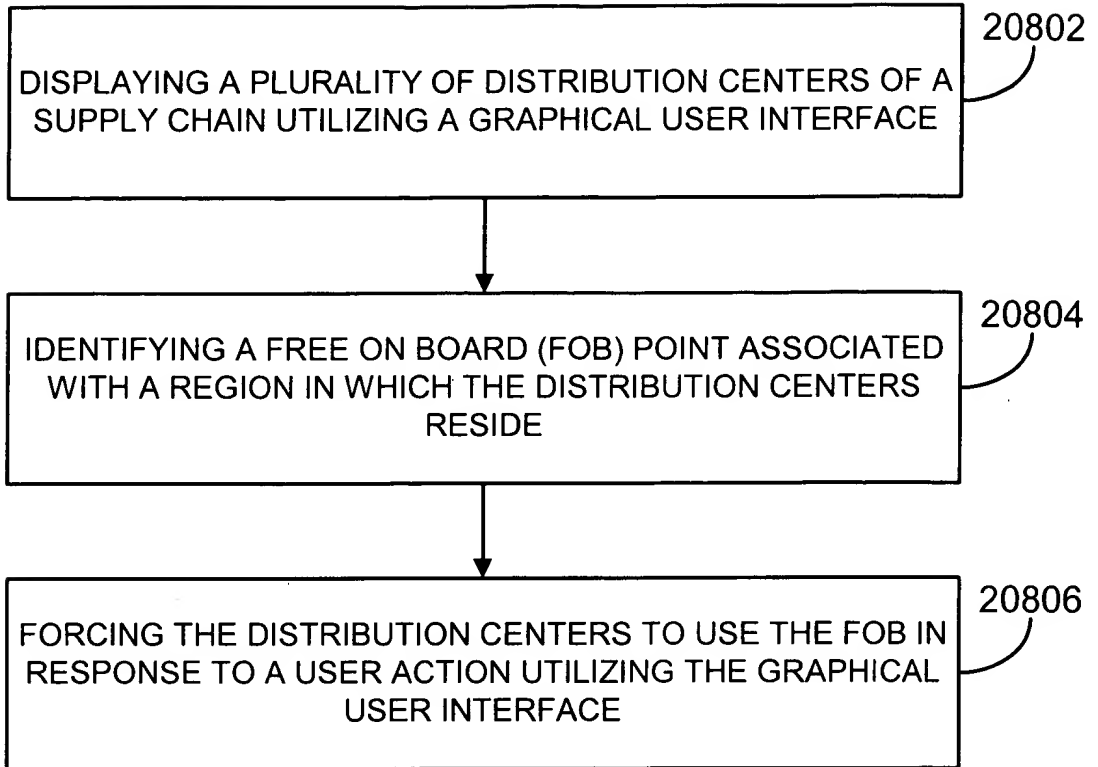 20802
DISPLAYING A PLURALITY OF DISTRIBUTION CENTERS OF A
SUPPLY CHAIN UTILIZING A GRAPHICAL USER INTERFACE
20804
IDENTIFYING A FREE ON BOARD (FOB) POINT ASSOCIATED
WITH A REGION IN WHICH THE DISTRIBUTION CENTERS
RESIDE
20806
FORCING THE DISTRIBUTION CENTERS TO USE THE FOB IN
RESPONSE TO A USER ACTION UTILIZING THE GRAPHICAL
USER INTERFACE